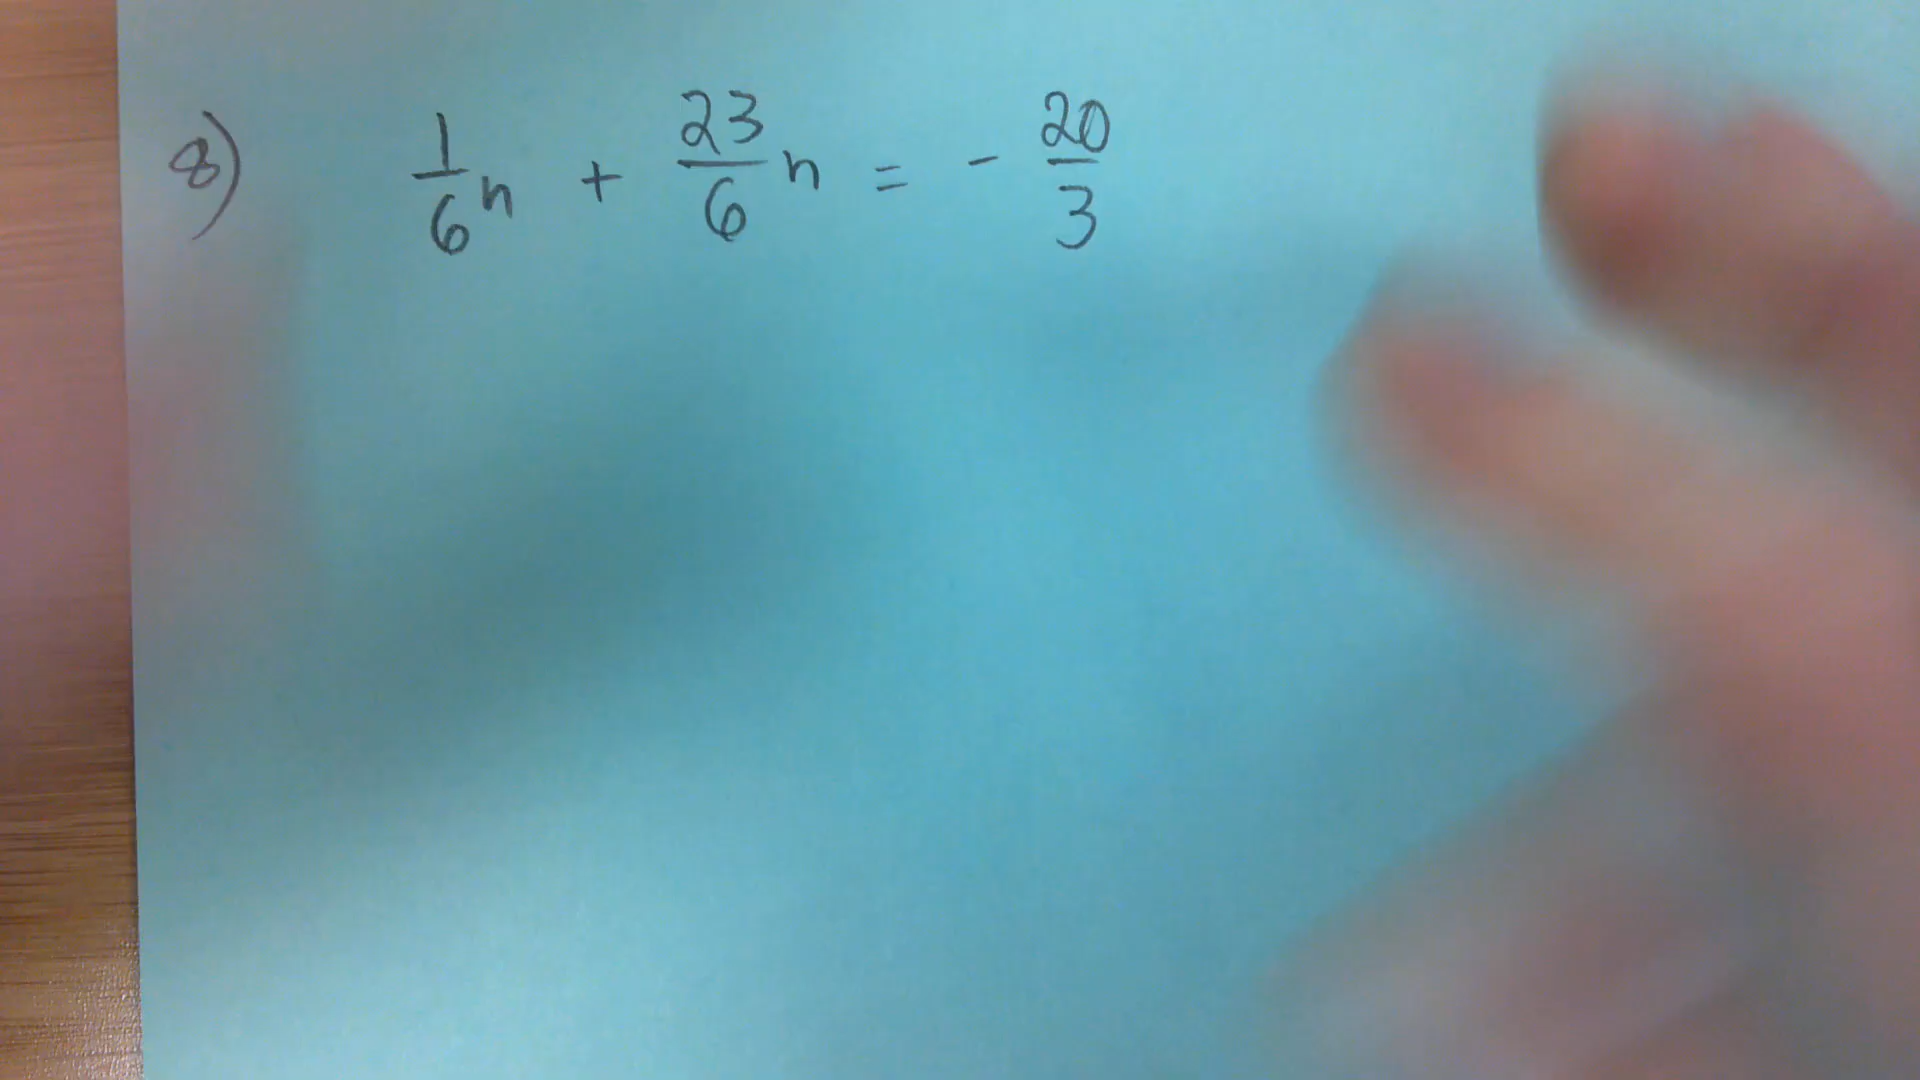 8) 1/6 n + 23/6 n = - 20/3